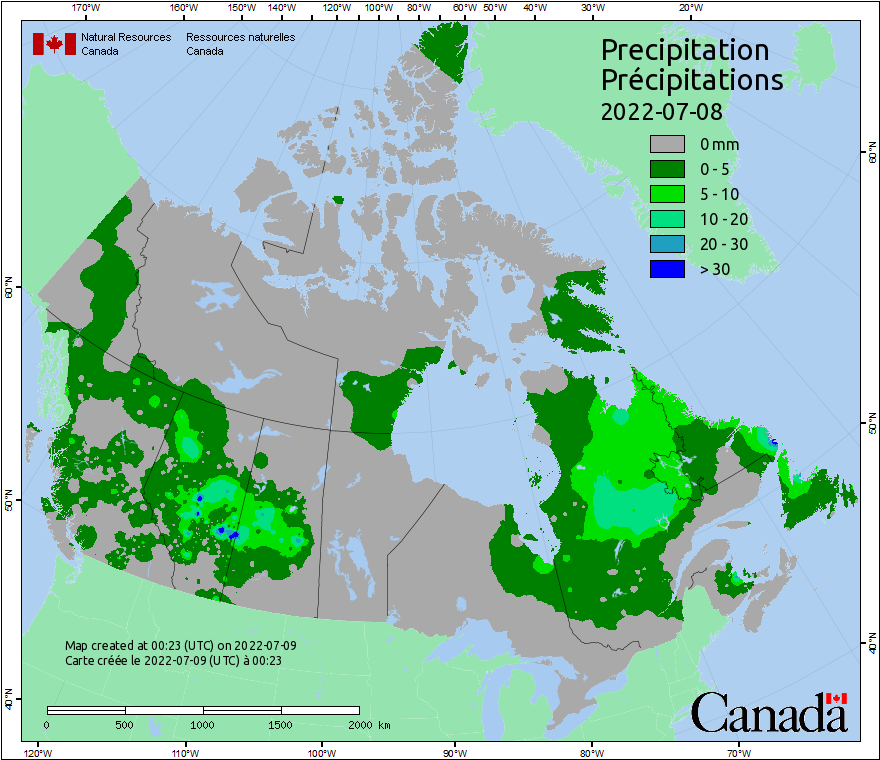 170°W 160°W 150°W 140°W 120°W 100°W 80°W 60°W 50°W 40°W 30°W 20°W
Natural Resources Ressources naturelles
Canada Canada
Precipitation
Précipitations
2022-07-08
0 mm
0 - 5
5 - 10
10 - 20
20 - 30
> 30
60°N
50°N
40°N
60°N
50°N
40°N
Map created at 00:23 (UTC) on 2022-07-09
Carte créée le 2022-07-09 (UTC) à 00:23
0 500 1000 1500 2000 km
Canada
120°W 110°W 100°W 90°W 80°W 70°W